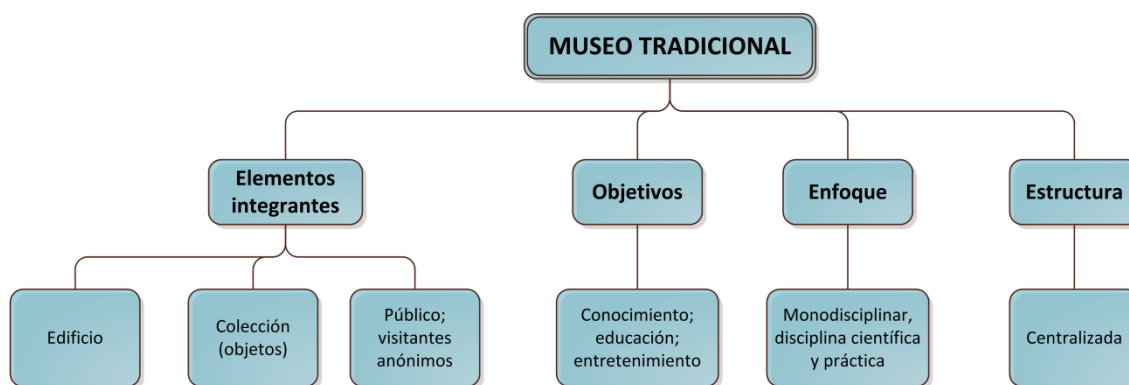 MUSEO TRADICIONAL
Elementos
integrantes
Objetivos
Enfoque
Estructura
Edificio
Colección
(objetos)
Público;
visitantes
anónimos
Conocimiento;
educación;
entretenimiento
Monodisciplinar,
disciplina científica
y práctica
Centralizada